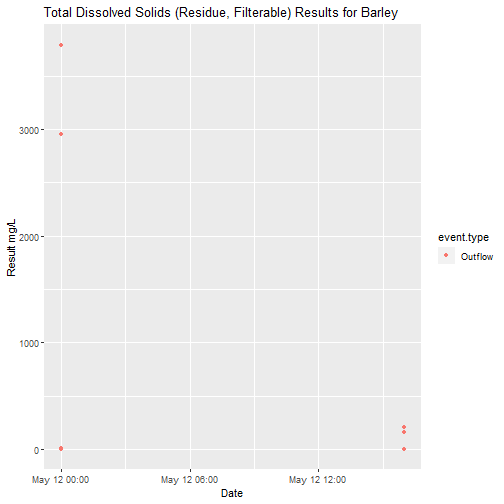 Total Dissolved Solids (Residue, Filterable) Results for Barley
Result mg/L
3000
2000
1000
0
May 12 00:00
May 12 06:00
May 12 12:00
Date
event.type
Outflow